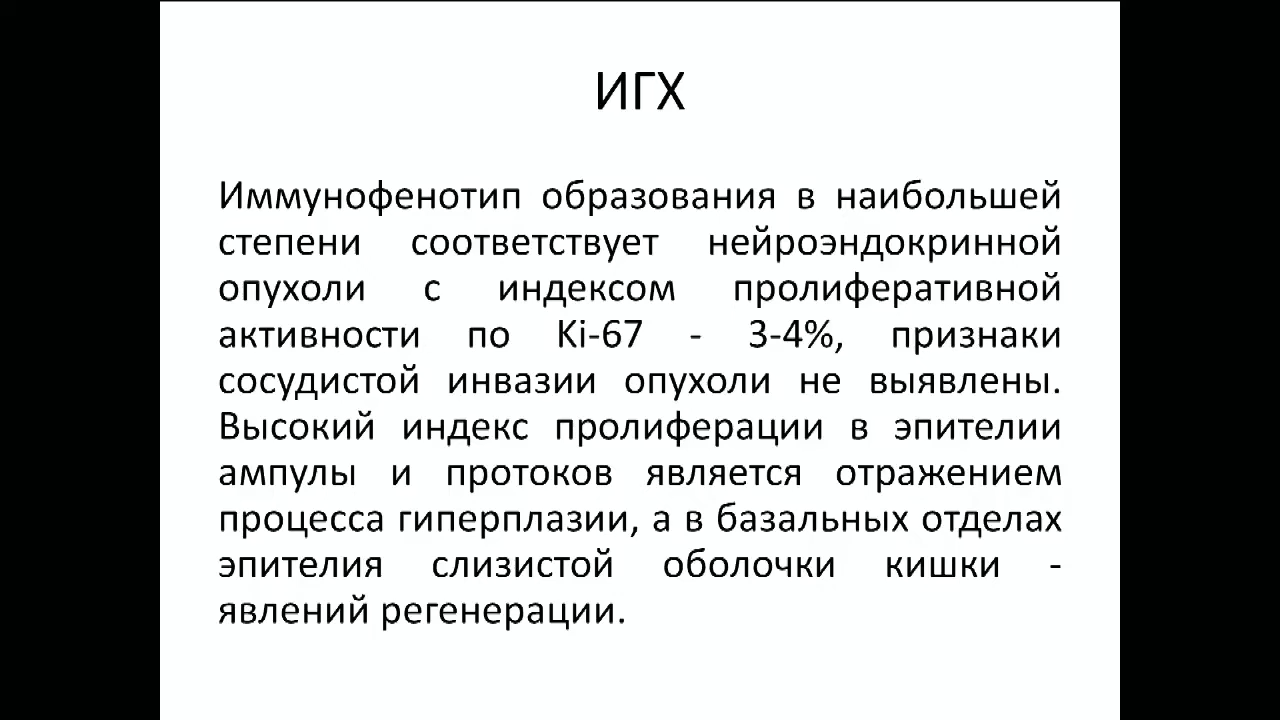 ИГХ
Иммунофенотип образования в наибольшей
степени соответствует нейроэндокринной
опухоли с индексом пролиферативной
активности по Ki-67 - 3-4%, признаки
сосудистой инвазии опухоли не выявлены.
Высокий индекс пролиферации в эпителии
ампулы и протоков является отражением
процесса гиперплазии, а в базальных отделах
эпителия слизистой оболочки кишки -
явлений регенерации.